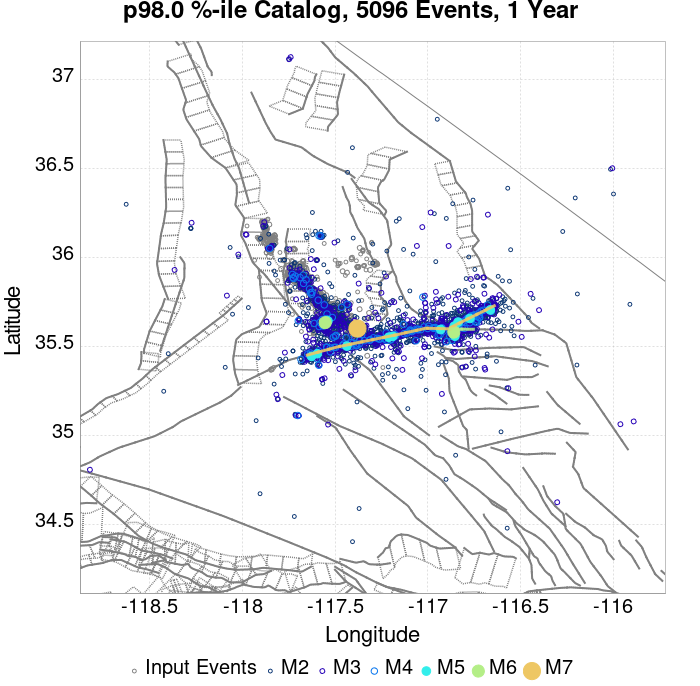 p98.0 %-ile Catalog, 5096 Events, 1 Year
37
36.5
36
35.5
35
34.5
Latitude
-118.5 -118 -117.5 -117 -116.5 -116
Longitude
Input Events M2 M3 M4 M5 M6 M7